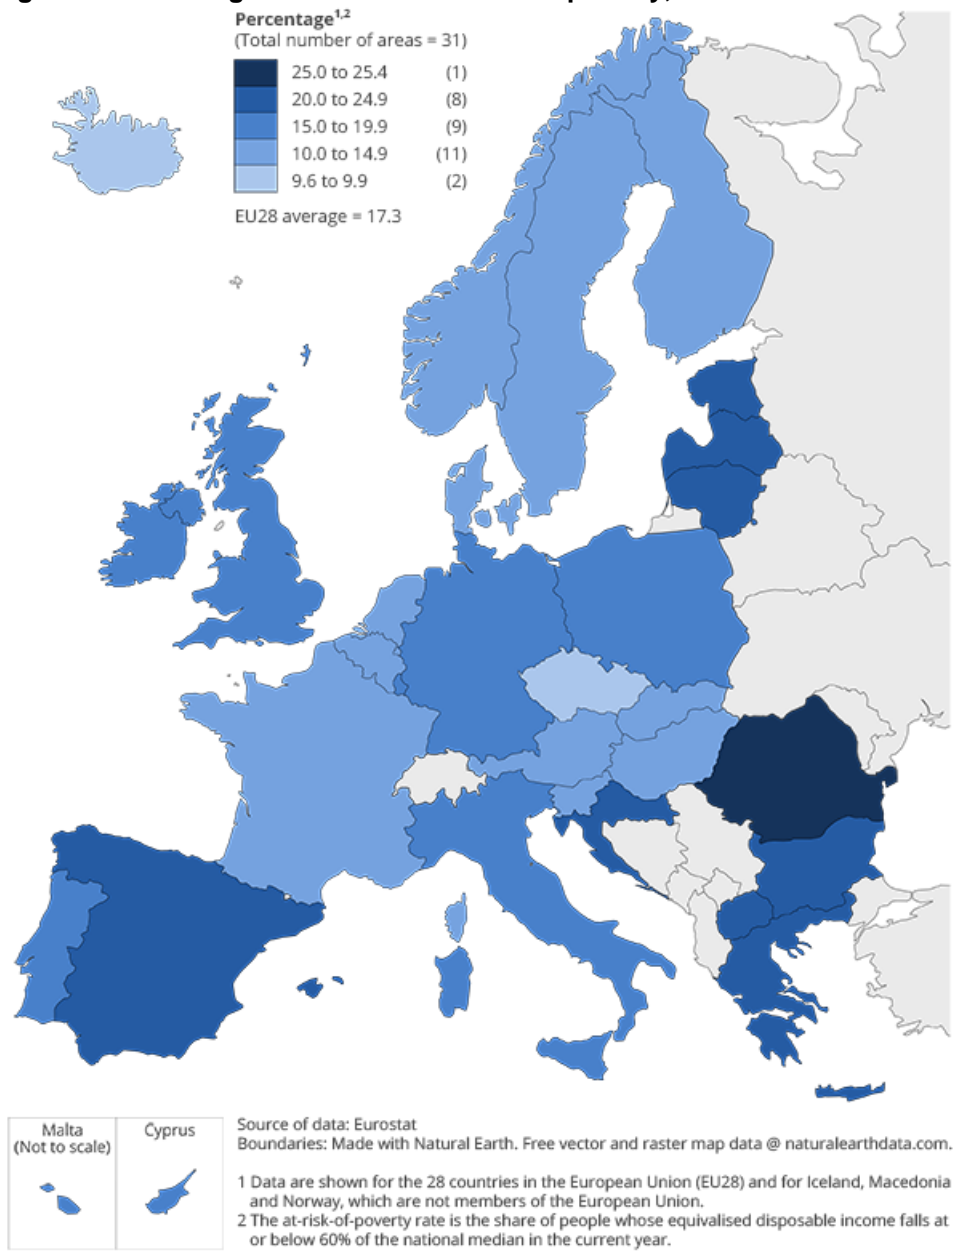 Percentage1,2
(Total number of areas = 31)
25.0 to 25.4 (1)
20.0 to 24.9 (8)
15.0 to 19.9 (9)
10.0 to 14.9 (11)
9.6 to 9.9 (2)
EU28 average = 17.3
Malta
(Not to scale)
Cyprus
Source of data: Eurostat
Boundaries: Made with Natural Earth. Free vector and raster map data @ naturalearthdata.com.
1 Data are shown for the 28 countries in the European Union (EU28) and for Iceland, Macedonia
and Norway, which are not members of the European Union.
2 The at-risk-of-poverty rate is the share of people whose equivalised disposable income falls at
or below 60% of the national median in the current year.